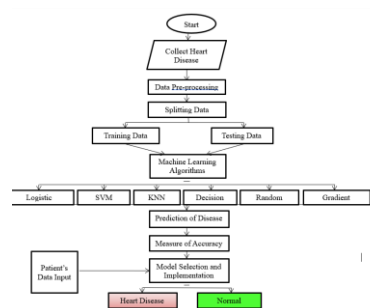 Start
Collect Heart
Disease
Data Pre-processing
Splitting Data
Training Data
Testing Data
Machine Learning
Algorithms
Logistic
SVM
KNN
Decision
Random
Gradient
Prediction of Disease
Measure of Accuracy
Patient's
Data Input
Model Selection and
Implementation
Heart Disease
Normal